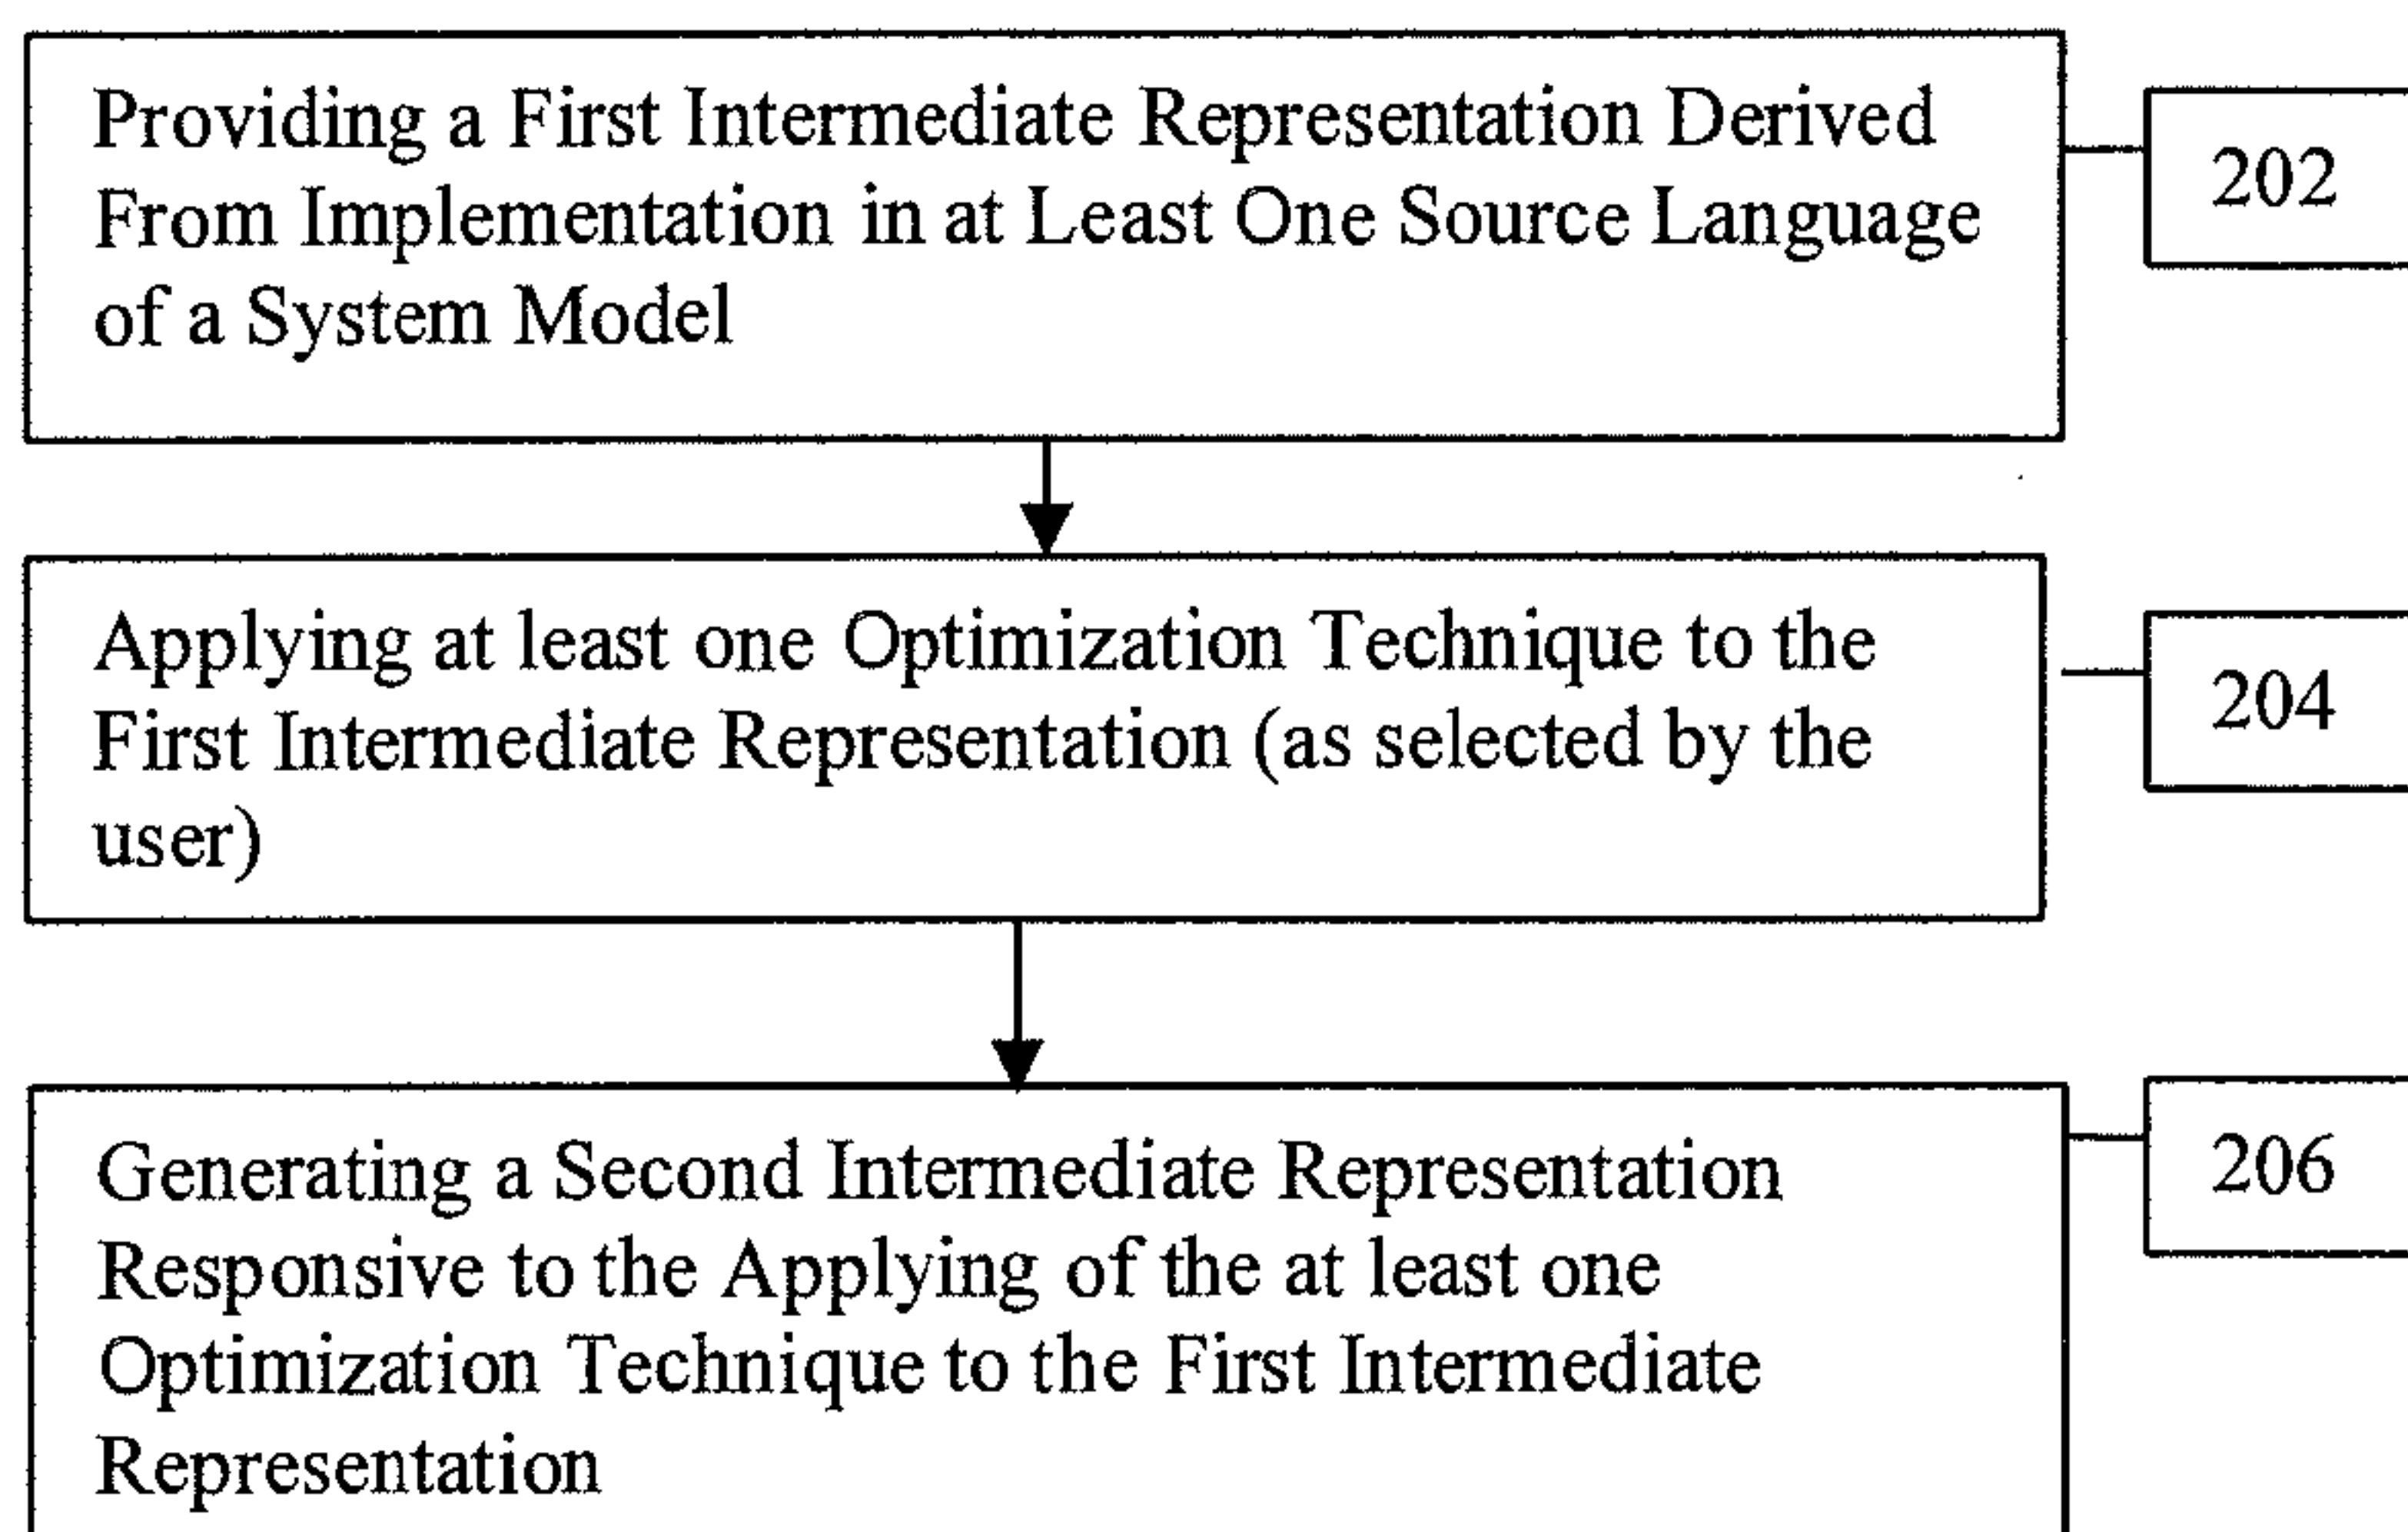 Providing a First Intermediate Representation Derived
From Implementation in at Least One Source Language
of a System Model
202
Applying at least one Optimization Technique to the
First Intermediate Representation (as selected by the
user)
204
Generating a Second Intermediate Representation
Responsive to the Applying of the at least one
Optimization Technique to the First Intermediate
Representation
206